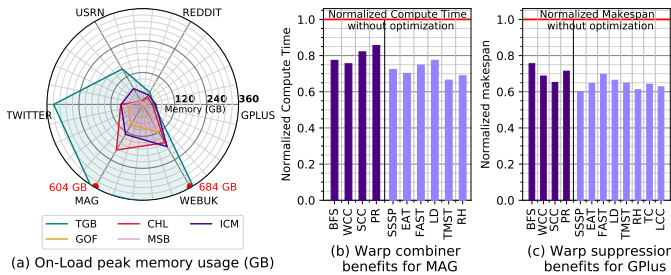 USRN
REDDIT
TWITTER
GPLUS
120 240 360
Memory (GB)
604 GB
684 GB
MAG
WEBUK
TGB
CHL
ICM
GOF
MSB
(a) On-Load peak memory usage (GB)
Normalized Compute Time
1.0
0.8
0.6
0.4
0.2
0.0
Normalized Compute Time
without optimization
BFS
WCC
SCC
PR
SSSP
EAT
FAST
LD
TMST
RH
(b) Warp combiner
benefits for MAG
Normalized makespan
1.0
0.8
0.6
0.4
0.2
0.0
Normalized Makespan
without optimization
BFS
WCC
SCC
PR
SSSP
EAT
FAST
LD
TMST
RH
TC
LCC
(c) Warp suppression
benefits for GPlus